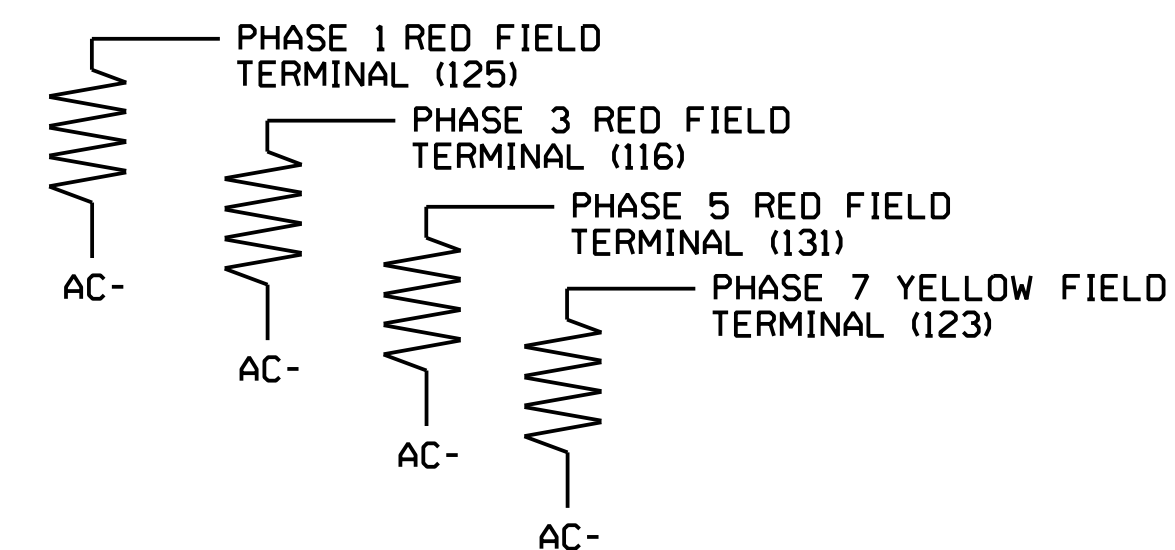 PHASE 1 RED FIELD
TERMINAL (125)
PHASE 3 RED FIELD
TERMINAL (116)
PHASE 5 RED FIELD
TERMINAL (131)
AC-
PHASE 7 YELLOW FIELD
TERMINAL (123)
AC-
AC-
AC-